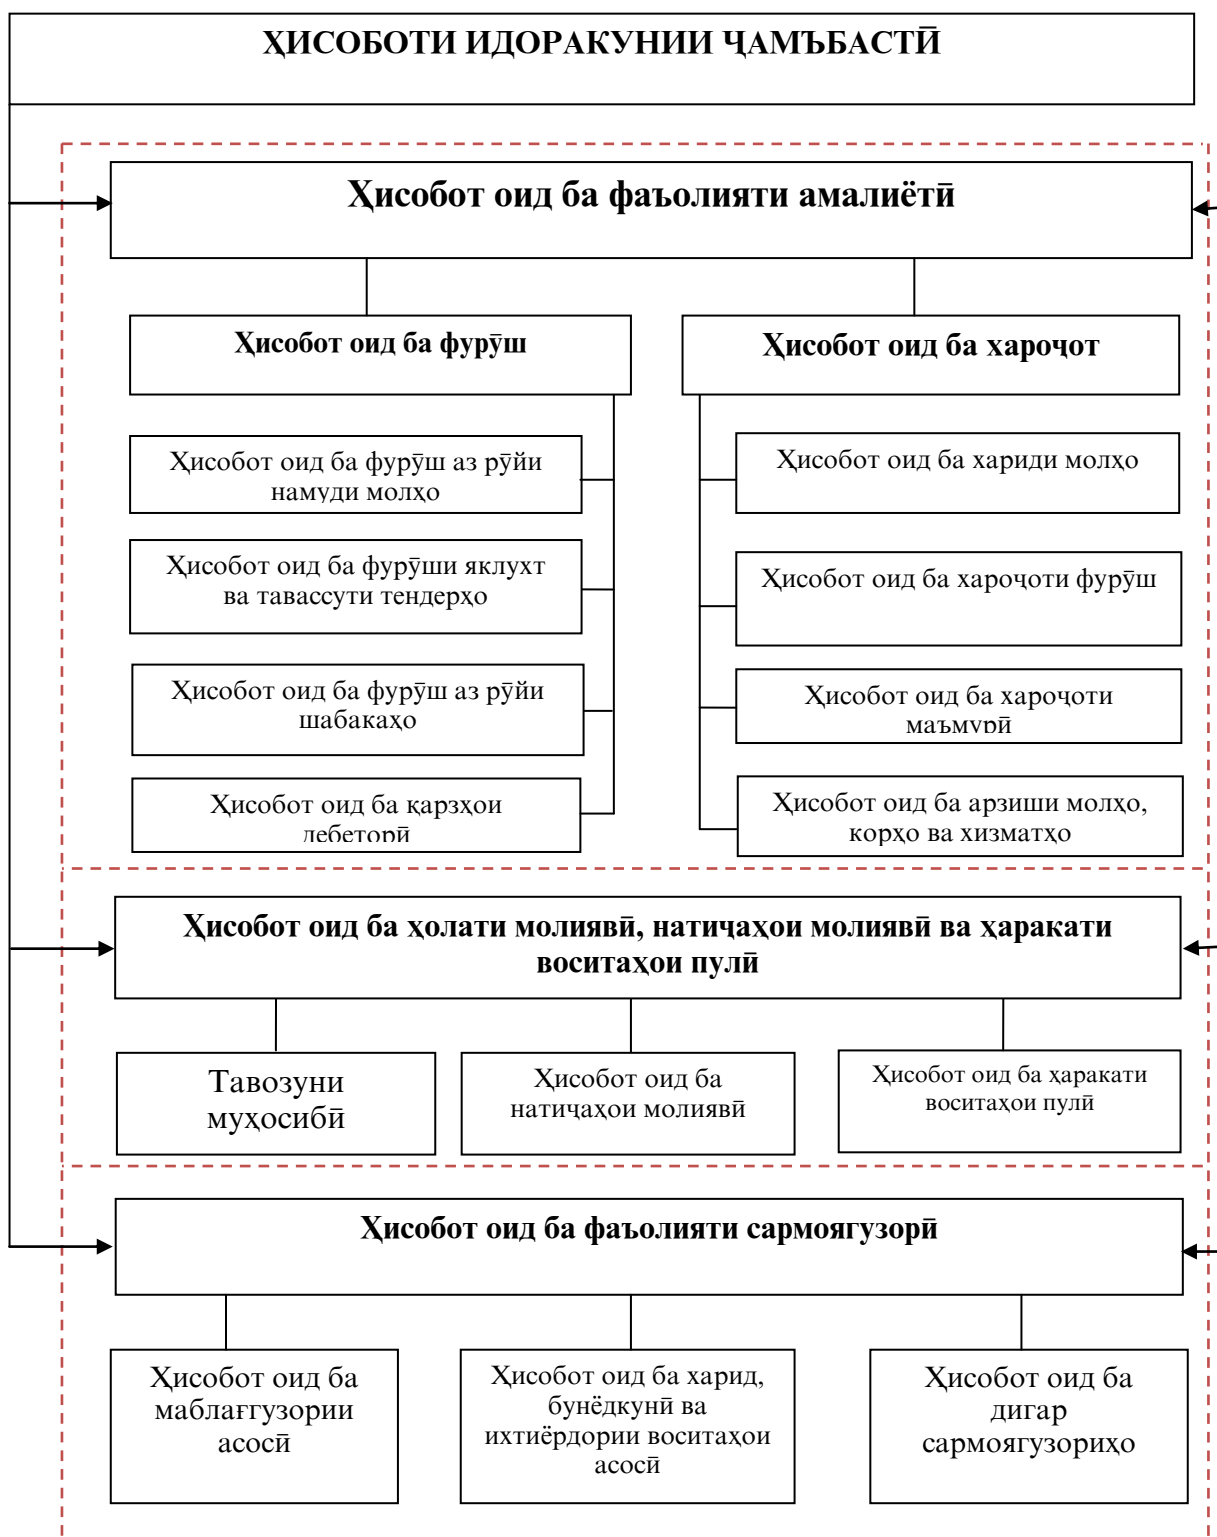 ҲИСОБОТИ ИДОРАКУНИИ ҶАМЪБАСТӢ
Ҳисобот оид ба фаъолияти амалиётӣ
Ҳисобот оид ба фурӯш
Ҳисобот оид ба фурӯш аз рӯйи
намуди молҳо
Ҳисобот оид ба фурӯши яклухт
ва тавассути тендерҳо
Ҳисобот оид ба фурӯш аз рӯйи
шабакаҳо
Ҳисобот оид ба қарзҳои
дебеторӣ
Ҳисобот оид ба хароҷот
Ҳисобот оид ба хариди молҳо
Ҳисобот оид ба хароҷоти фурӯш
Ҳисобот оид ба хароҷоти
маъмурӣ
Ҳисобот оид ба арзиши молҳо,
корҳо ва хизматҳо
Ҳисобот оид ба ҳолати молиявӣ, натиҷаҳои молиявӣ ва ҳаракати
воситаҳои пулӣ
Тавозуни
муҳосибӣ
Ҳисобот оид ба
натиҷаҳои молиявӣ
Ҳисобот оид ба ҳаракати
воситаҳои пулӣ
Ҳисобот оид ба фаъолияти сармоягузорӣ
Ҳисобот оид ба
маблағгузории
асосӣ
Ҳисобот оид ба харид,
бунёдкунӣ ва
ихтиёрдории воситаҳои
асосӣ
Ҳисобот оид ба
дигар
сармоягузориҳо